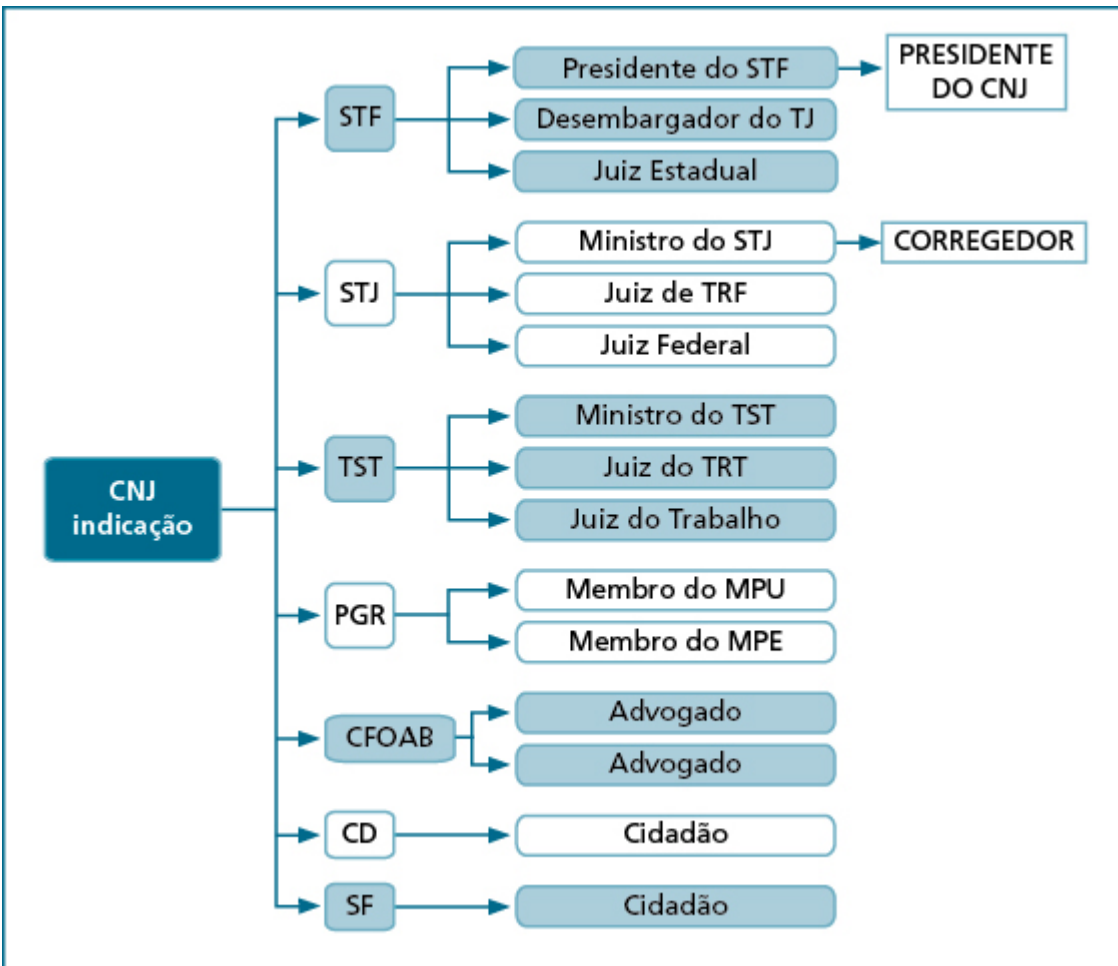 CNJ
indicação
STF
Presidente do STF
PRESIDENTE
DO CNJ
Desembargador do TJ
Juiz Estadual
STJ
Ministro do STJ
CORREGEDOR
Juiz de TRF
Juiz Federal
TST
Ministro do TST
Juiz do TRT
Juiz do Trabalho
PGR
Membro do MPU
Membro do MPE
CFOAB
Advogado
Advogado
CD
Cidadão
SF
Cidadão